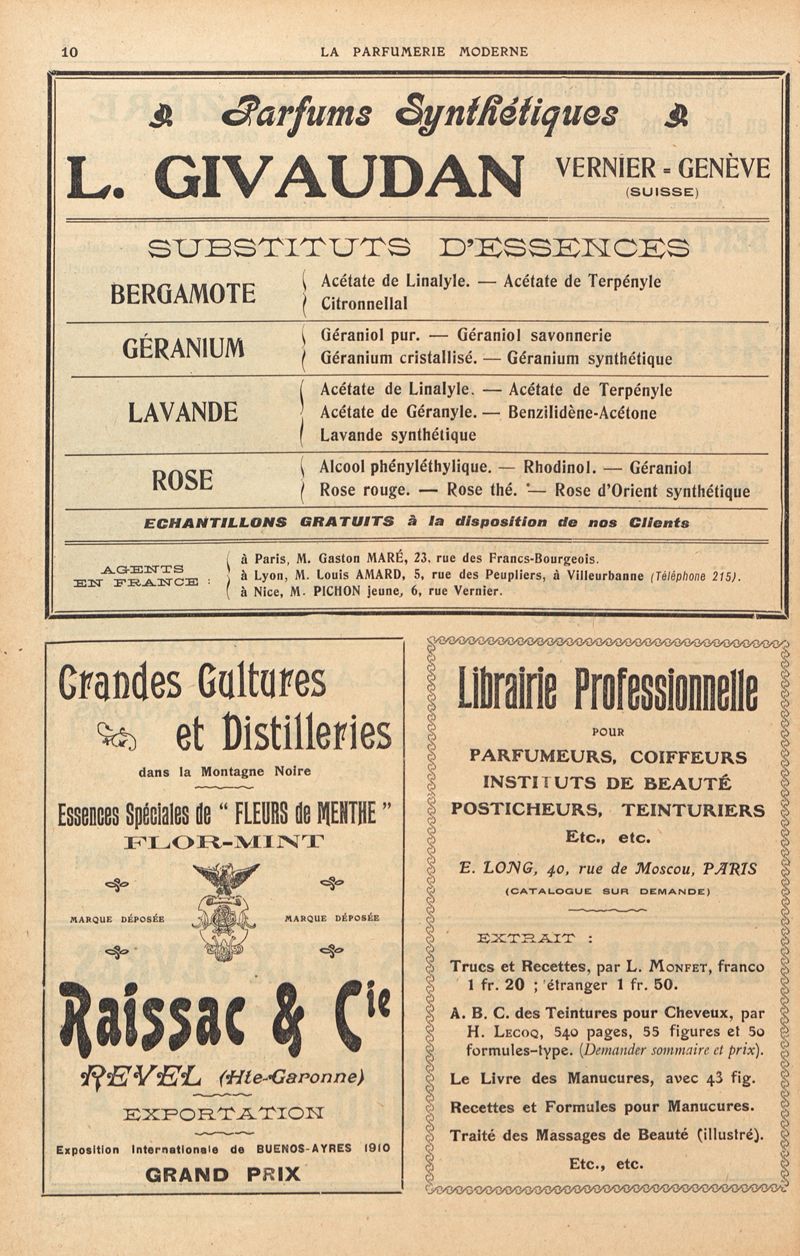 10
LA PARFUMERIE MODERNE
Parfums Synthétiques
L. GIVAUDAN
VERNIER - GENÈVE
(SUISSE)
SUBSTITUTS D'ESSENCES
BERGAMOTE
Acétate de Linalyle. — Acétate de Terpényle
Citronnellal
GÉRANIUM
Géraniol pur. — Géraniol savonnerie
Géranium cristallisé. — Géranium synthétique
LAVANDE
Acétate de Linalyle. — Acétate de Terpényle
Acétate de Géranyle. — Benzilidène-Acétone
Lavande synthétique
ROSE
Alcool phényléthylique. — Rhodinol. — Géraniol
Rose rouge. — Rose thé. — Rose d'Orient synthétique
ECHANTILLONS GRATUITS à la disposition de nos Clients
AGENTS
EN FRANCE :
à Paris, M. Gaston MARÉ, 23, rue des Francs-Bourgeois.
à Lyon, M. Louis AMARD, 5, rue des Peupliers, à Villeurbanne (Téléphone 215).
à Nice, M. PICHON jeune, 6, rue Vernier.
Grandes Cultures
et Distilleries
dans la Montagne Noire
Essences Spéciales de "FLEURS de MENTHE"
FLOR-MINT
MARQUE DÉPOSÉE
MARQUE DÉPOSÉE
Raissac & Cie
REVEL (Hte-Garonne)
EXPORTATION
Exposition Internationale de BUENOS-AYRES 1910
GRAND PRIX
Librairie Professionnelle
POUR
PARFUMEURS, COIFFEURS
INSTITUTS DE BEAUTÉ
POSTICHEURS, TEINTURIERS
Etc., etc.
E. LONG, 40, rue de Moscou, PARIS
(CATALOGUE SUR DEMANDE)
EXTRAIT :
Trucs et Recettes, par L. MONFET, franco
1 fr. 20 ; étranger 1 fr. 50.
A. B. C. des Teintures pour Cheveux, par
H. LECOQ, 540 pages, 55 figures et 50
formules-type. (Demander sommaire et prix).
Le Livre des Manucures, avec 43 fig.
Recettes et Formules pour Manucures.
Traité des Massages de Beauté (illustré).
Etc., etc.